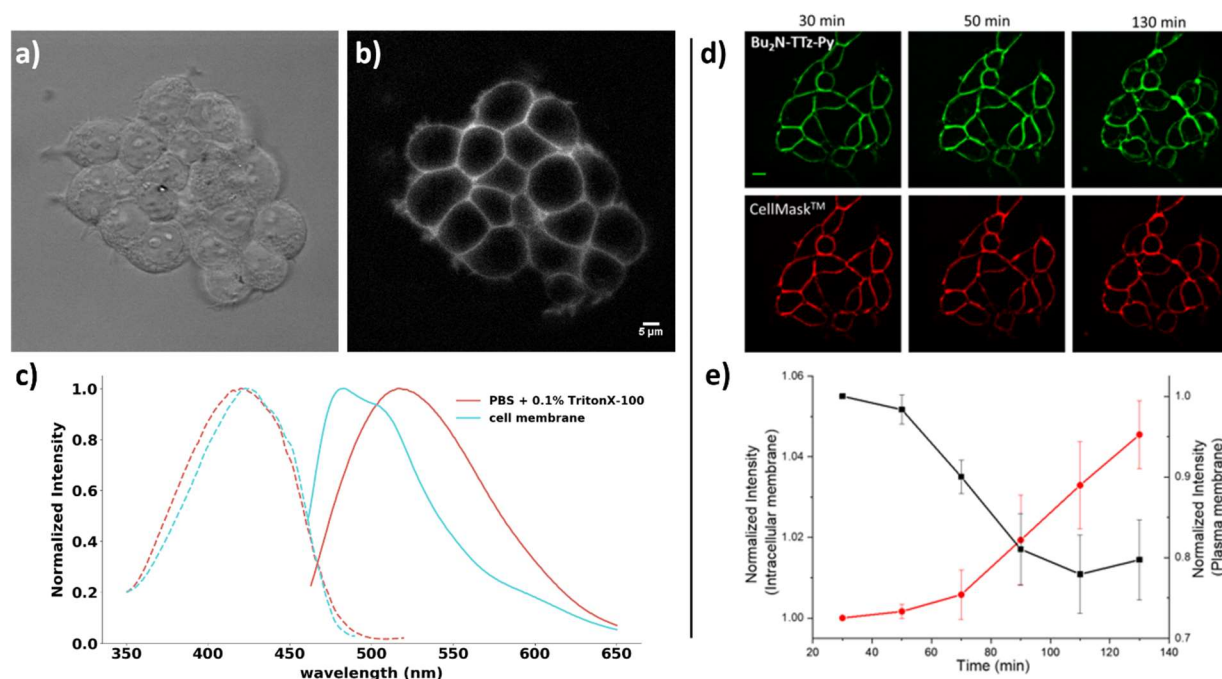 a)
b)
5 µm
c)
1.0
0.8
0.6
0.4
0.2
0.0
Normalized Intensity
350
400
450
500
550
600
650
wavelength (nm)
PBS + 0.1% TritonX-100
cell membrane
d)
30 min
50 min
130 min
Bu₂N-TTz-Py
CellMask™
e)
1.06
1.04
1.02
1.00
Normalized Intensity
(Intracellular membrane)
20
40
60
80
100
120
140
Time (min)
1.0
0.9
0.8
0.7
Normalized Intensity
(Plasma membrane)